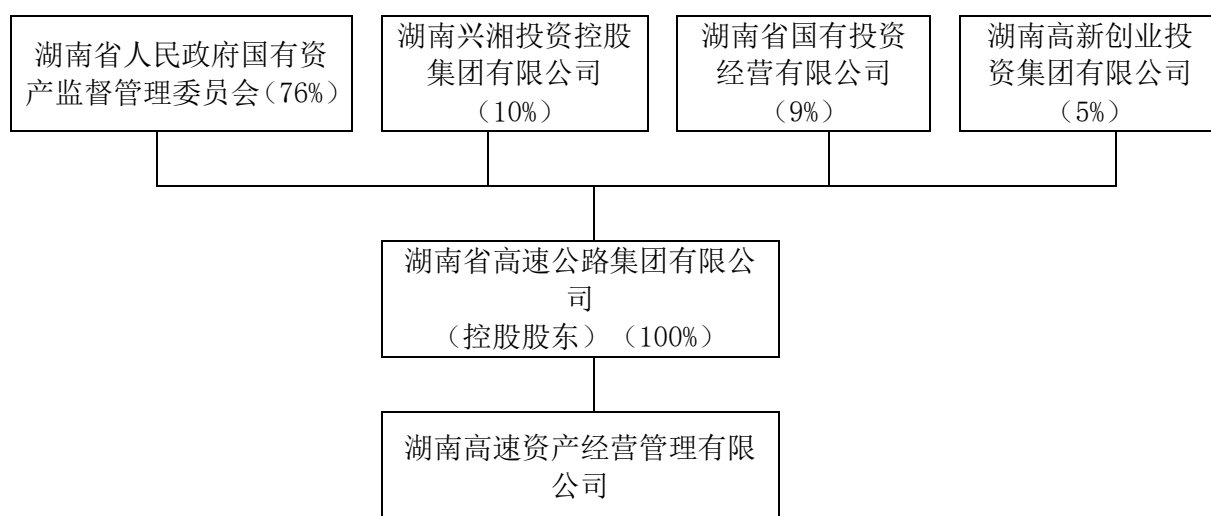 湖南省人民政府国有资
产监督管理委员会(76%)
湖南兴湘投资控股
集团有限公司
（10%）
湖南省国有投资
经营有限公司
（9%）
湖南高新创业投
资集团有限公司
（5%）
湖南省高速公路集团有限公
司
（控股股东）（100%）
湖南高速资产经营管理有限
公司